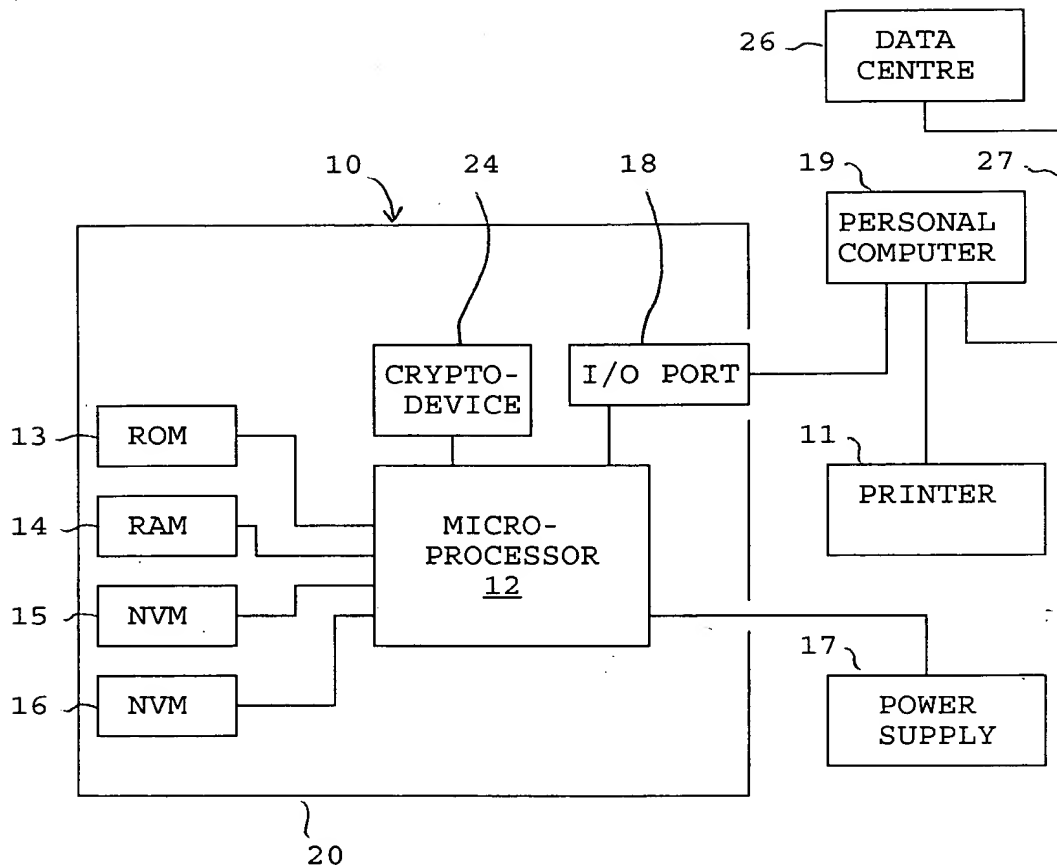 26
DATA
CENTRE
10
24
18
19
27
PERSONAL
COMPUTER
CRYPTO-
DEVICE
I/O PORT
13
ROM
11
PRINTER
14
RAM
MICRO-
PROCESSOR
12
15
NVM
17
16
NVM
POWER
SUPPLY
20